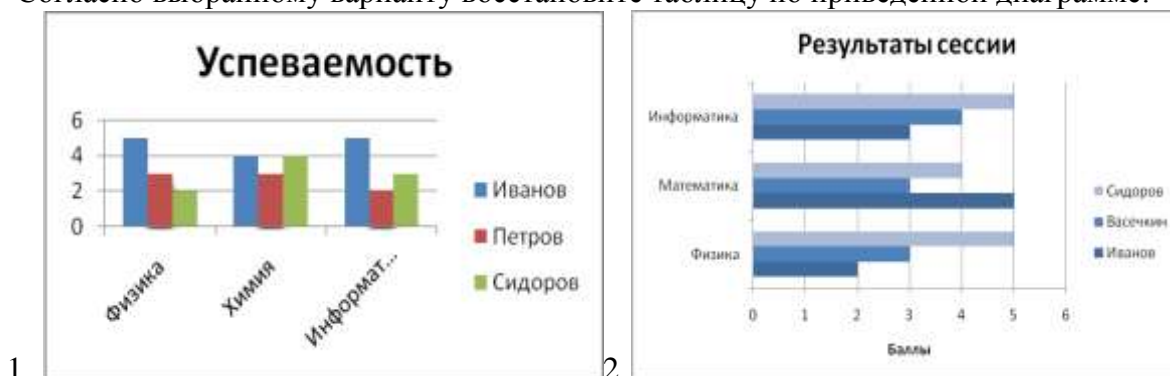 Согласно выбранному варианту восстановите таблицу по приведенной диаграмме.
1.
Успеваемость
6
4
2
0
Физика
Химия
Информат...
Иванов
Петров
Сидоров
2
Результаты сессии
Информатика
Математика
Физика
0 1 2 3 4 5 6
Баллы
Сидоров
Васечкин
Иванов